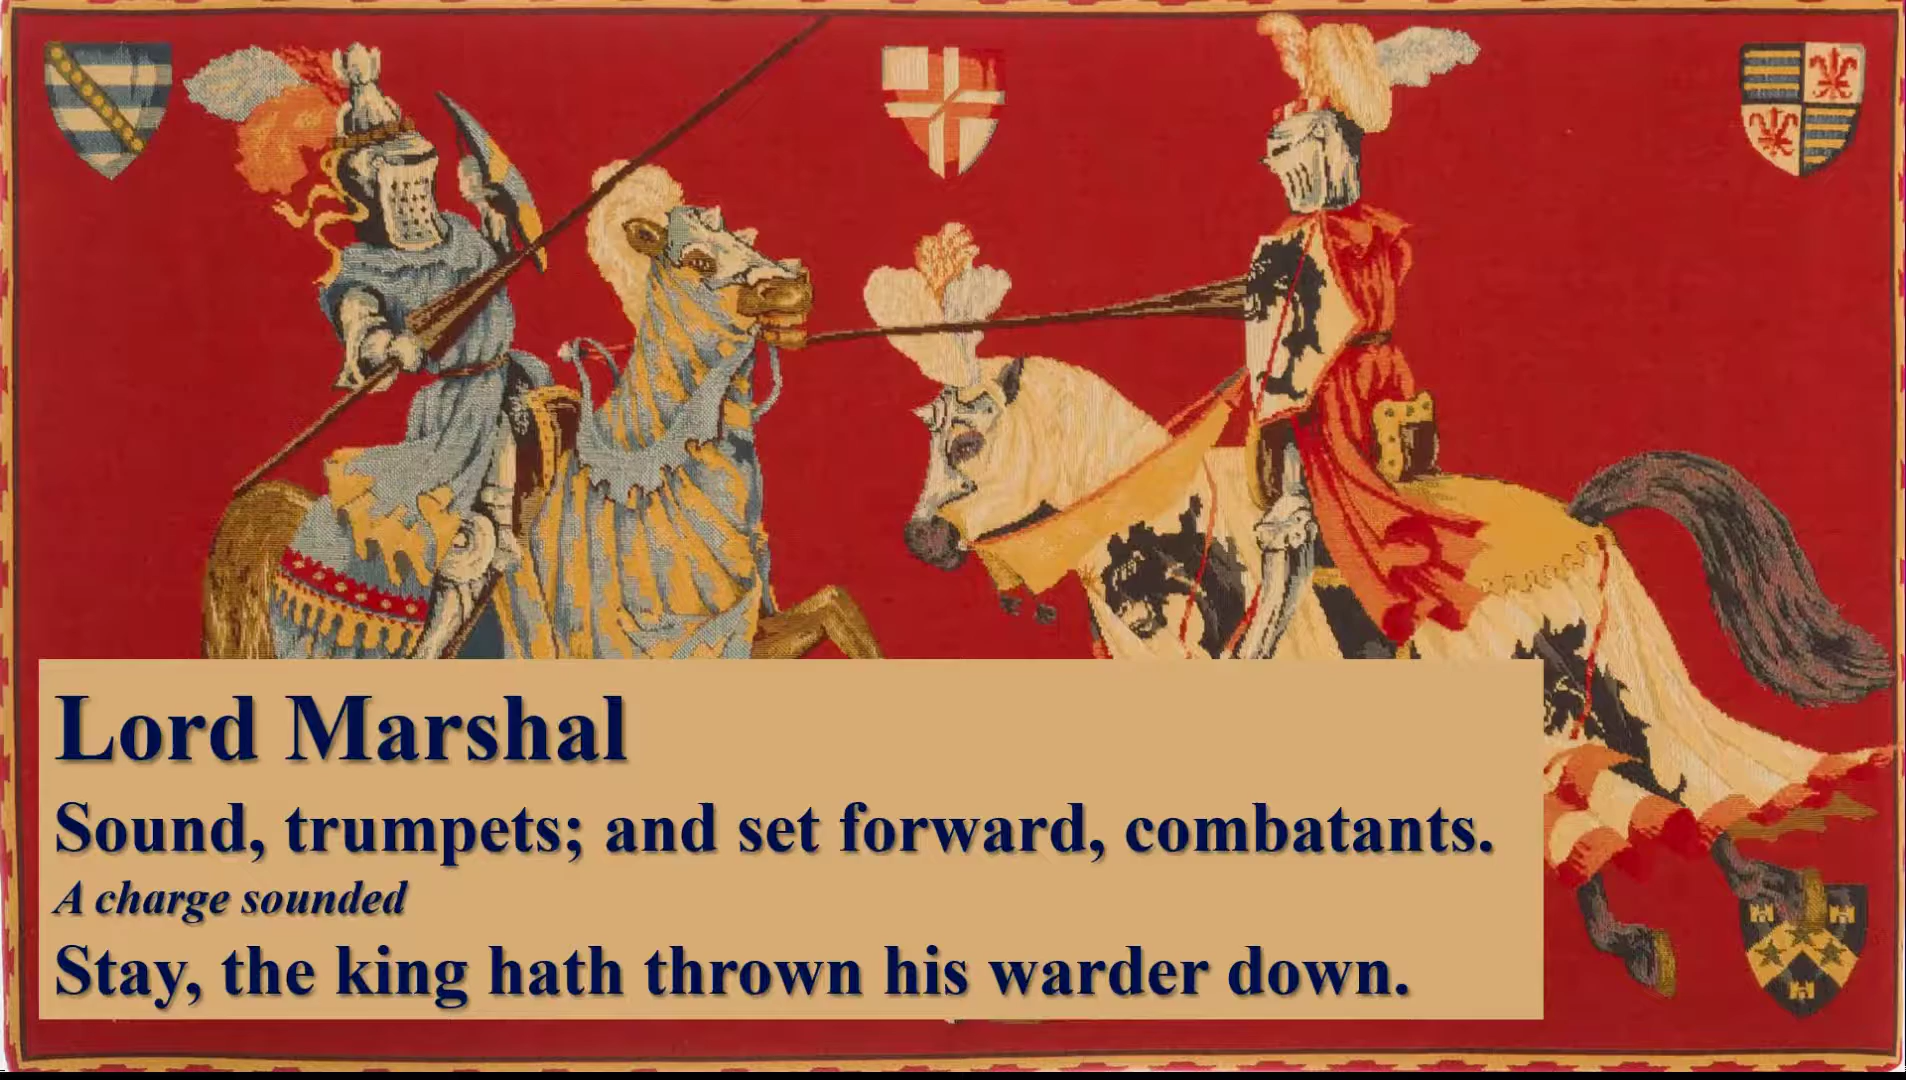 Lord Marshal
Sound, trumpets; and set forward, combatants.
A charge sounded
Stay, the king hath thrown his warder down.